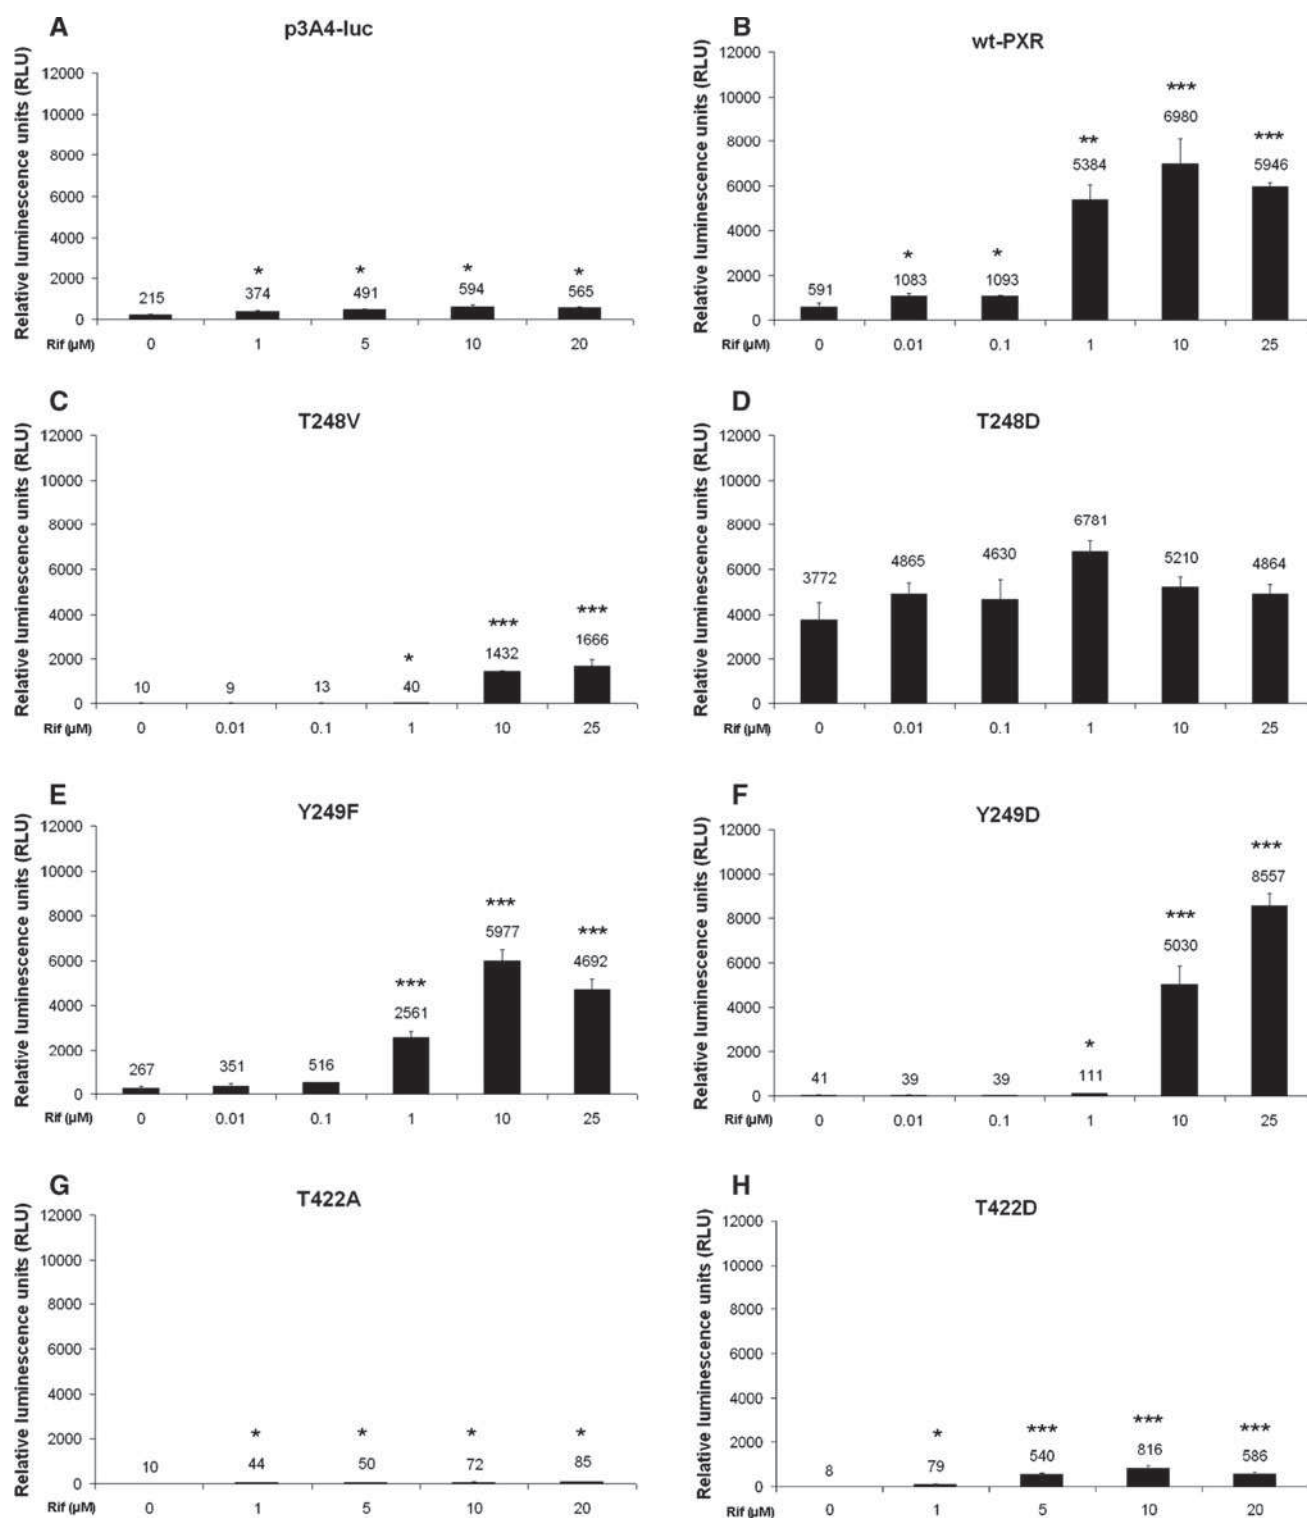 A
p3A4-luc
Relative luminescence units (RLU)
12000
10000
8000
6000
4000
2000
0
* * * *
215 374 491 594 565
Rif (µM) 0 1 5 10 20
B
wt-PXR
Relative luminescence units (RLU)
12000
10000
8000
6000
4000
2000
0
* * ** *** ***
591 1083 1093 5384 6980 5946
Rif (µM) 0 0.01 0.1 1 10 25
C
T248V
Relative luminescence units (RLU)
12000
10000
8000
6000
4000
2000
0
* *** ***
10 9 13 40 1432 1666
Rif (µM) 0 0.01 0.1 1 10 25
D
T248D
Relative luminescence units (RLU)
12000
10000
8000
6000
4000
2000
0
3772 4865 4630 6781 5210 4864
Rif (µM) 0 0.01 0.1 1 10 25
E
Y249F
Relative luminescence units (RLU)
12000
10000
8000
6000
4000
2000
0
*** *** ***
267 351 516 2561 5977 4692
Rif (µM) 0 0.01 0.1 1 10 25
F
Y249D
Relative luminescence units (RLU)
12000
10000
8000
6000
4000
2000
0
* *** ***
41 39 39 111 5030 8557
Rif (µM) 0 0.01 0.1 1 10 25
G
T422A
Relative luminescence units (RLU)
12000
10000
8000
6000
4000
2000
0
* * * *
10 44 50 72 85
Rif (µM) 0 1 5 10 20
H
T422D
Relative luminescence units (RLU)
12000
10000
8000
6000
4000
2000
0
* *** *** ***
8 79 540 816 586
Rif (µM) 0 1 5 10 20